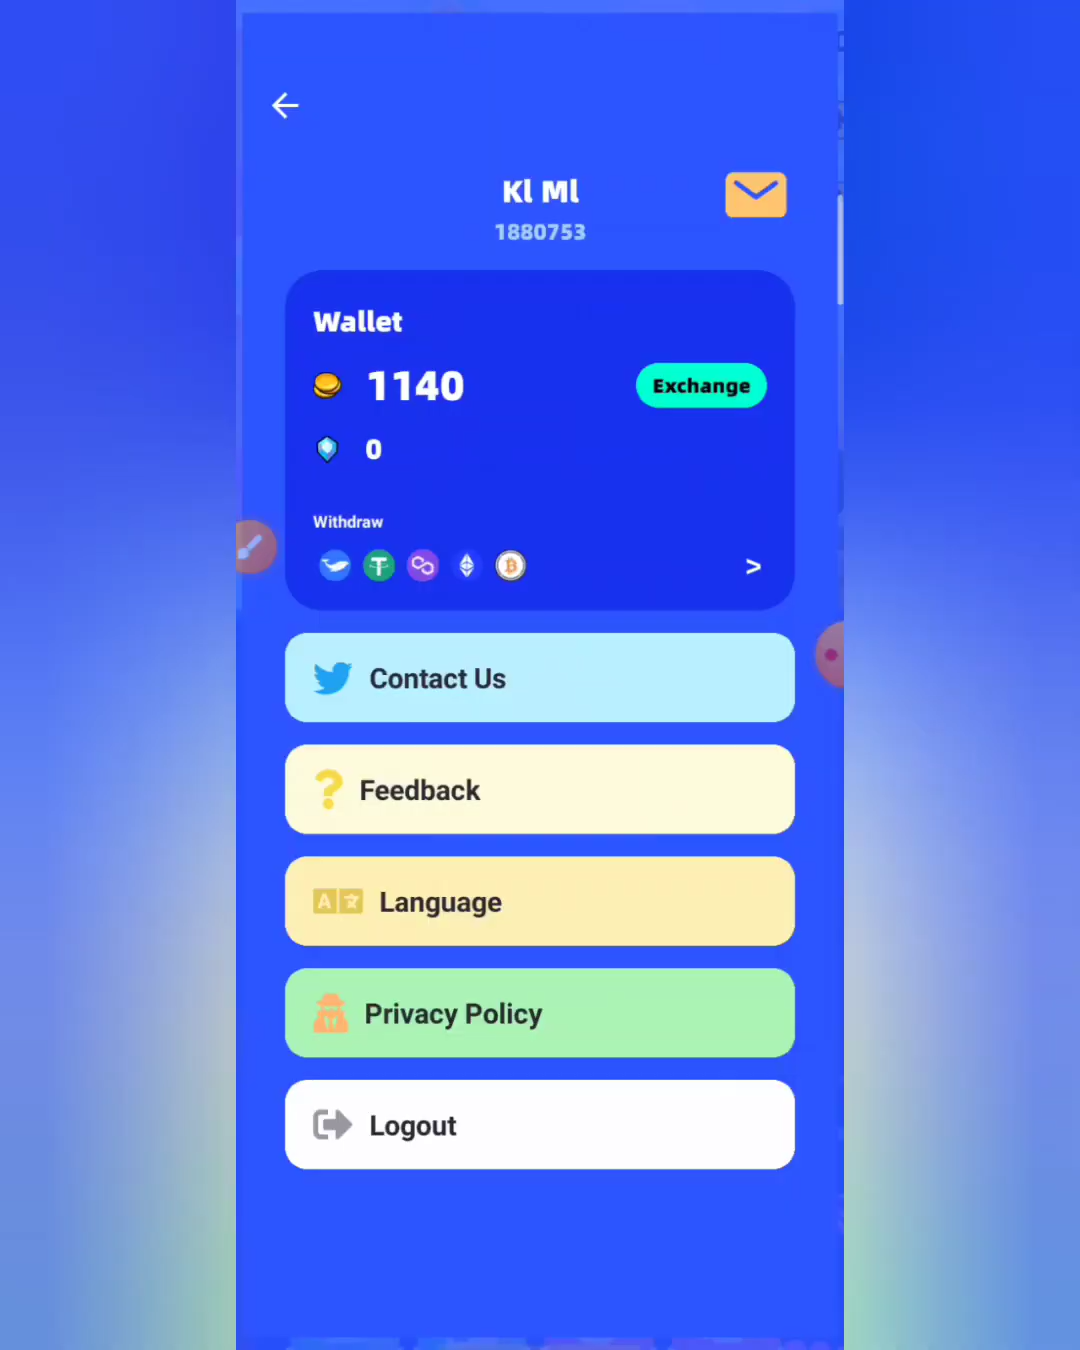 Kl Ml
1880753
Wallet
1140
Exchange
0
Withdraw
>
Contact Us
Feedback
Language
Privacy Policy
Logout